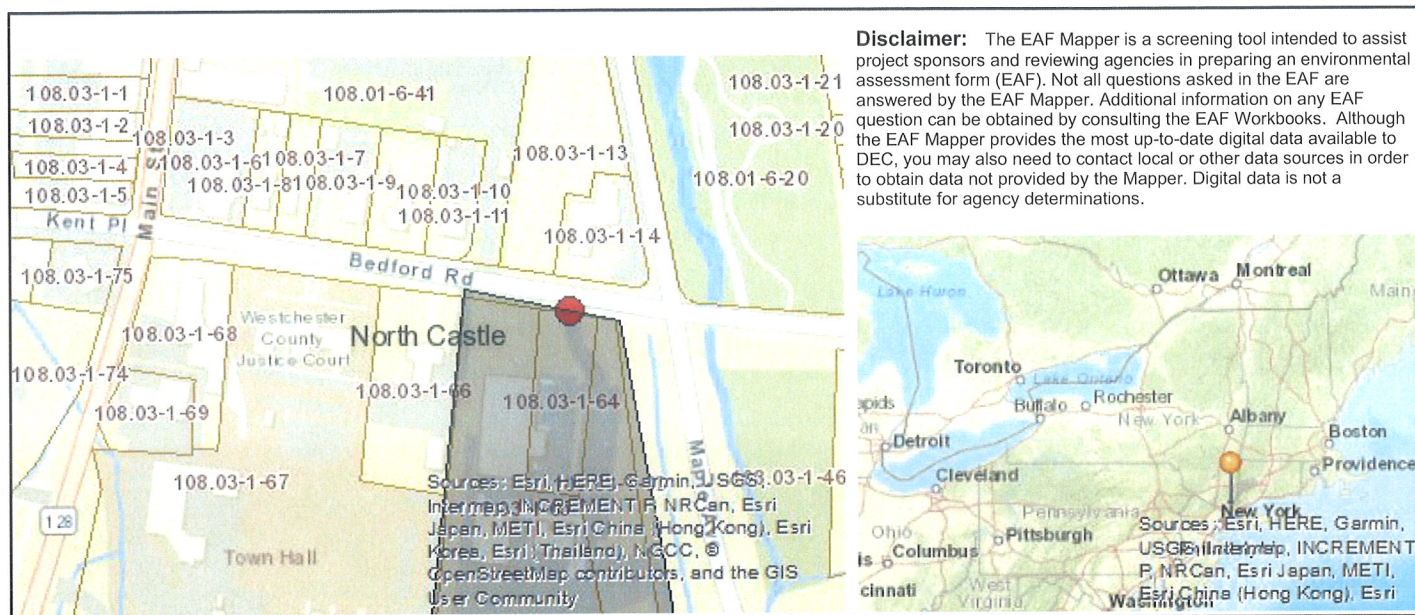 Disclaimer: The EAF Mapper is a screening tool intended to assist
project sponsors and reviewing agencies in preparing an environmental
assessment form (EAF). Not all questions asked in the EAF are
answered by the EAF Mapper. Additional information on any EAF
question can be obtained by consulting the EAF Workbooks. Although
the EAF Mapper provides the most up-to-date digital data available to
DEC, you may also need to contact local or other data sources in order
to obtain data not provided by the Mapper. Digital data is not a
substitute for agency determinations.
108.03-1-1
108.01-6-41
108.03-1-21
108.03-1-2
108.03-1-3
108.03-1-20
108.03-1-4
108.03-1-6
108.03-1-7
108.03-1-13
108.03-1-5
108.03-1-8
108.03-1-9
108.03-1-10
108.01-6-20
108.03-1-11
Main St
Kent Pl
108.03-1-14
Bedford Rd
108.03-1-75
Westchester
County
Justice Court
North Castle
108.03-1-68
108.03-1-74
108.03-1-66
108.03-1-64
108.03-1-69
108.03-1-67
108.03-1-46
128
Town Hall
Sources: Esri, HERE, Garmin, USGS,
Intermap, INCREMENT P, NRCan, Esri
Japan, METI, Esri China (Hong Kong), Esri
Korea, Esri (Thailand), NGCC, ©
OpenStreetMap contributors, and the GIS
User Community
Ottawa
Montreal
Lake Huron
Toronto
Lake Ontario
Rochester
Buffalo
New York
Albany
Boston
Detroit
Providence
Cleveland
New York
Pennsylvania
Ohio
Pittsburgh
Columbus
cinnati
West
Virginia
Washington
Sources: Esri, HERE, Garmin,
USGS, Intermap, INCREMENT
P, NRCan, Esri Japan, METI,
Esri China (Hong Kong), Esri